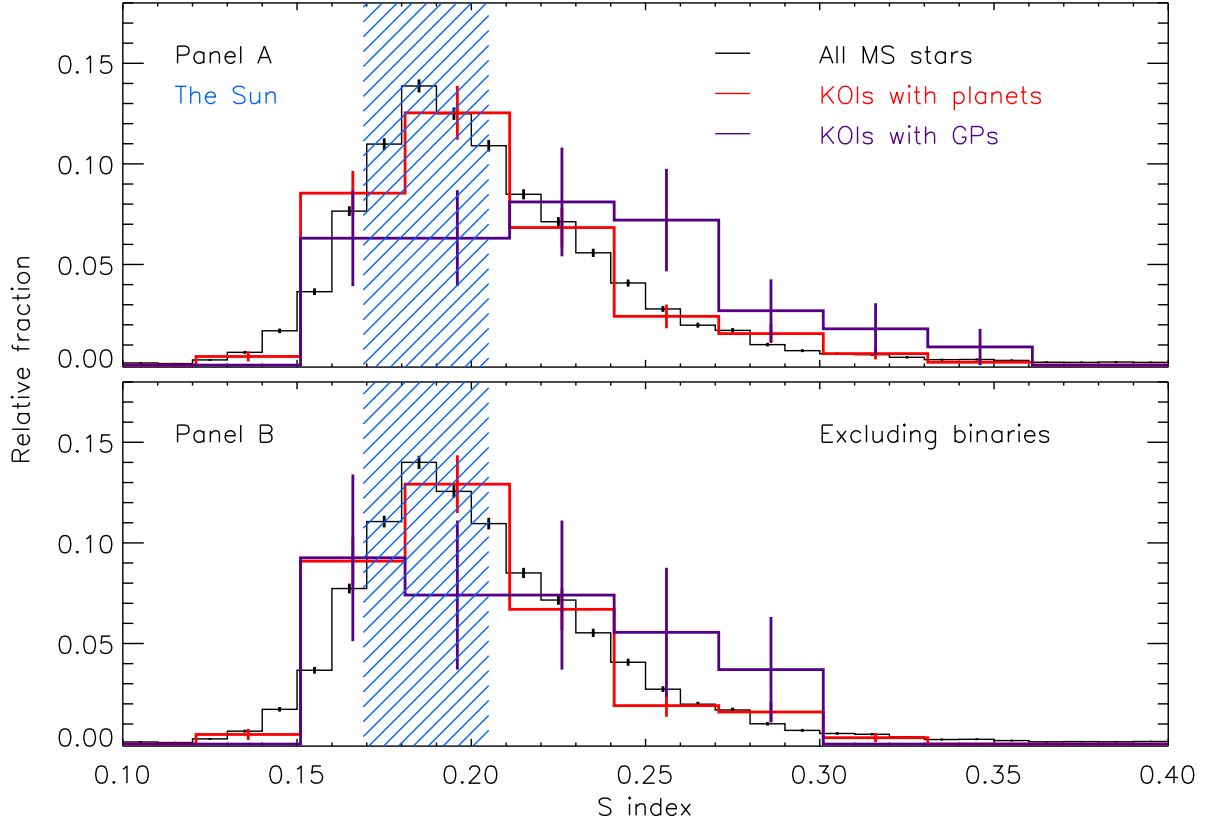 Panel A
The Sun
All MS stars
KOIs with planets
KOIs with GPs
0.15
0.10
0.05
0.00
Relative fraction
Panel B
Excluding binaries
0.15
0.10
0.05
0.00
0.10 0.15 0.20 0.25 0.30 0.35 0.40
S index